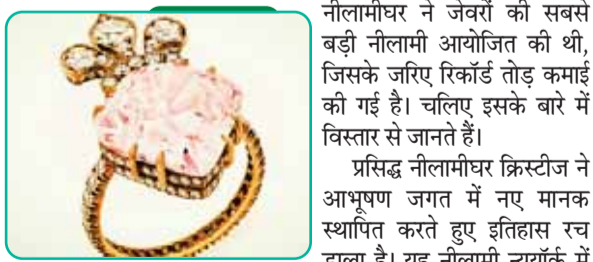 नीलामीघर ने जेवरों की सबसे
बड़ी नीलामी आयोजित की थी,
जिसके जरिए रिकॉर्ड तोड़ कमाई
की गई है। चलिए इसके बारे में
विस्तार से जानते हैं।
प्रसिद्ध नीलामीघर क्रिस्टीज ने
आभूषण जगत में नए मानक
स्थापित करते हुए इतिहास रच
डाला है। यह नीलामी न्यूयॉर्क में